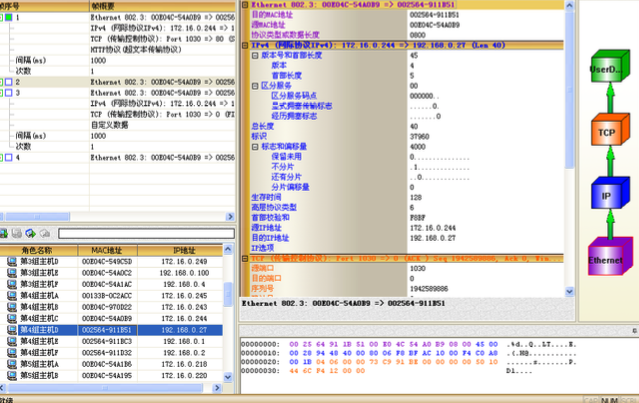 帧序号 帧概要
1 Ethernet 802.3: 00E04C-54A0B9 => 00256
IPv4 (网际协议IPv4): 172.16.0.244 => 1
TCP (传输控制协议): Port 1030 => 80 (S
HTTP协议(超文本传输协议)
间隔(ms) 1000
次数 1
2 Ethernet 802.3: 00E04C-54A0B9 => 00256
3 Ethernet 802.3: 00E04C-54A0B9 => 00256
IPv4 (网际协议IPv4): 172.16.0.244 => 1
TCP (传输控制协议): Port 1030 => 0 (FI
自定义数据
间隔(ms) 1000
次数 1
4 Ethernet 802.3: 00E04C-54A0B9 => 00256
角色名称 MAC地址 IP地址
第3组主机D 00E04C-549C5D 172.16.0.249
第3组主机E 00E04C-54A0C2 192.168.0.100
第3组主机F 00E04C-5A1A1C 192.168.0.4
第4组主机A 00133B-0C2ACC 172.16.0.245
第4组主机B 00E04C-970D22 172.16.0.243
第4组主机C 00E04C-54A0B9 172.16.0.244
第4组主机D 002564-911B51 192.168.0.27
第4组主机E 002564-911BC3 192.168.0.1
第4组主机F 002564-911D32 192.168.0.2
第5组主机A 00E04C-54A1B6 172.16.0.218
第5组主机B 00E04C-54A195 172.16.0.220
Ethernet 802.3: 00E04C-54A0B9 => 002564-911B51
目的MAC地址 002564-911B51
源MAC地址 00E04C-54A0B9
协议类型或数据长度 0800
IPv4 (网际协议IPv4): 172.16.0.244 => 192.168.0.27 (Len 40)
版本号和首部长度 45
版本 4
首部长度 5
区分服务 00
区分服务码点 000000..
显式拥塞传输标志 ......0.
经历拥塞标志 .......0
总长度 40
标识 37960
标志和偏移量 4000
保留未用 0...............
不分片 .1..............
还有分片 ..0.............
分片偏移量 0
生存时间 128
高层协议类型 6
首部校验和 F8BF
源IP地址 172.16.0.244
目的IP地址 192.168.0.27
IP选项
TCP (传输控制协议): Port 1030 => 0 (ACK ) Seq 1942589886, Ack 0, Win
源端口 1030
目的端口 0
序列号 1942589886
Ethernet 802.3: 00E04C-54A0B9 => 002564-911B51
00000000: 00 25 64 91 1B 51 00 E0 4C 54 A0 B9 08 00 45 00 .%d..Q..LT....E.
00000010: 00 28 94 48 40 00 80 06 F8 BF AC 10 00 F4 C0 A8
00000020: 00 1B 04 06 00 00 73 C9 91 BE 00 00 00 00 50 10 ......s.......P.
00000030: 44 6C F4 12 00 00 Dl....
UserD...
TCP
IP
Ethernet
NUM